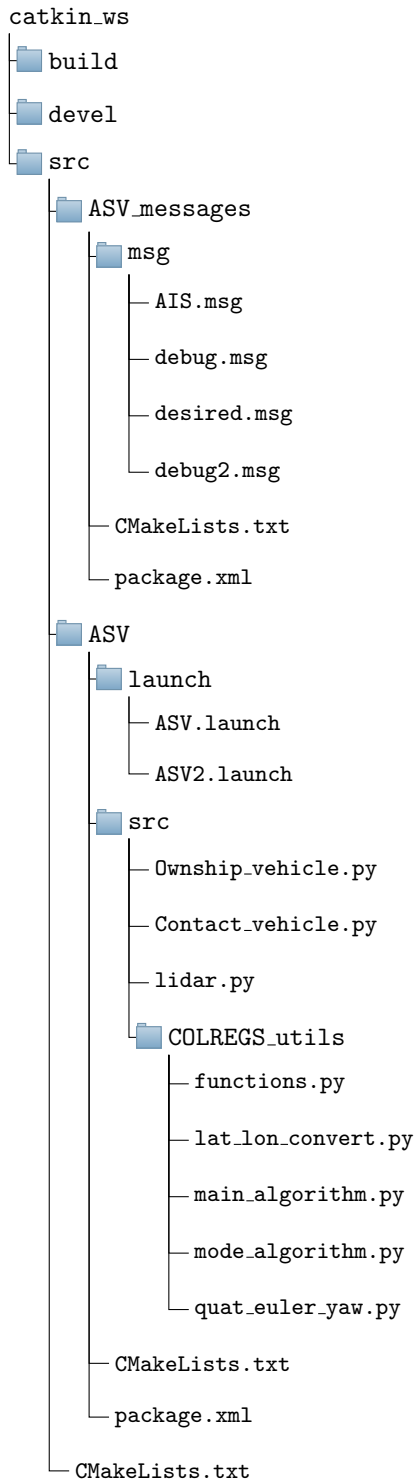 catkin_ws
build
devel
src
ASV_messages
msg
AIS.msg
debug.msg
desired.msg
debug2.msg
CMakeLists.txt
package.xml
ASV
launch
ASV.launch
ASV2.launch
src
Ownship_vehicle.py
Contact_vehicle.py
lidar.py
COLREGS_utils
functions.py
lat_lon_convert.py
main_algorithm.py
mode_algorithm.py
quat_euler_yaw.py
CMakeLists.txt
package.xml
CMakeLists.txt